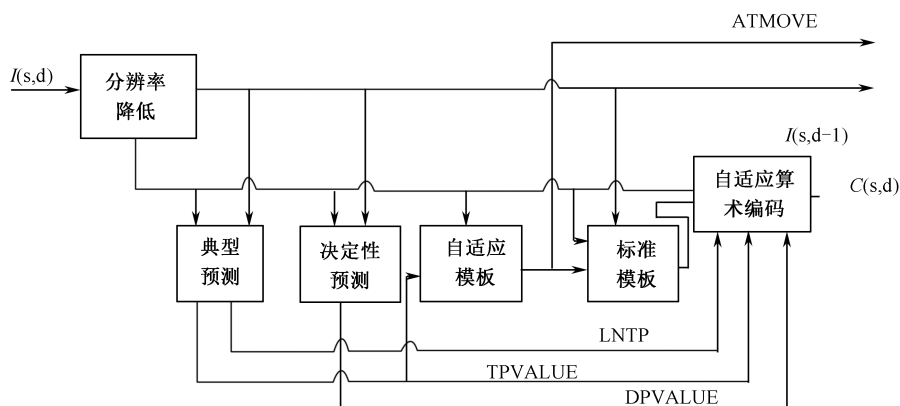 ATMOVE
I(s,d)
分辨率
降低
I(s,d-1)
自适应算
术编码
C(s,d)
典型
预测
决定性
预测
自适应
模板
标准
模板
LNTP
TPVALUE
DPVALUE